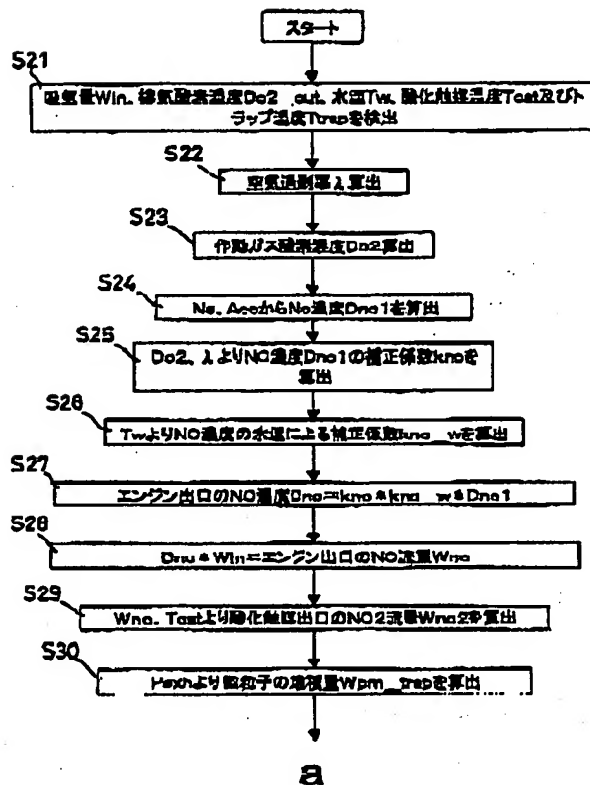 スタート
S21
吸気量Win、排気酸素濃度Do2_out、水温Tw、酸化触媒温度Tcat及びト
ラップ温度Ttrapを検出
S22
空気過剰率λ算出
S23
作動ガス酸素濃度Do2算出
S24
Ne、AccからNo濃度Dno1を算出
S25
Do2、λよりNO濃度Dno1の補正係数knoを
算出
S26
TwよりNO濃度の水温による補正係数kno_wを算出
S27
エンジン出口のNO濃度Dno=kno*kno_w*Dno1
S28
Dno*Win=エンジン出口のNO流量Wno
S29
Wno、Tcatより酸化触媒出口のNO2流量Wno2を算出
S30
より微粒子の堆積量Wpm_trapを算出
a